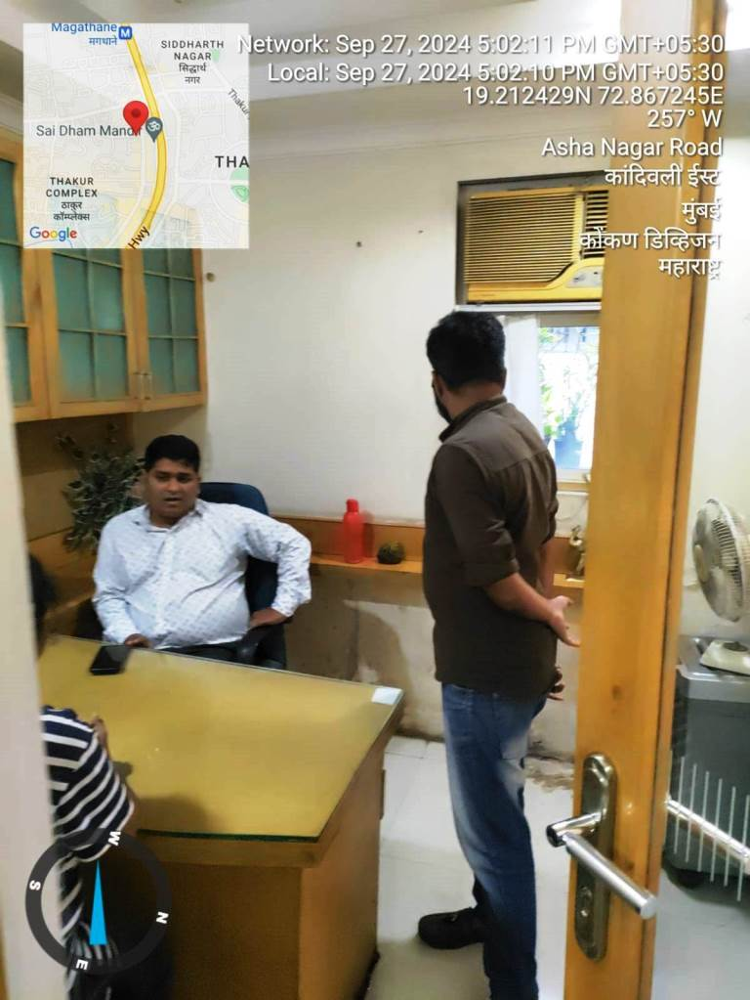 Magathane M
मागथाने
SIDDHARTH
NAGAR
सिद्धार्थ
नगर
Sai Dham Mandir
THA
THAKUR
COMPLEX
ठाकुर
कॉम्प्लेक्स
Google
Hwy
Network: Sep 27, 2024 5:02:11 PM GMT+05:30
Local: Sep 27, 2024 5:02:10 PM GMT+05:30
19.212429N 72.867245E
257° W
Asha Nagar Road
कांदिवली ईस्ट
मुंबई
कोंकण डिव्हिजन
महाराष्ट्र
W
S
N
E